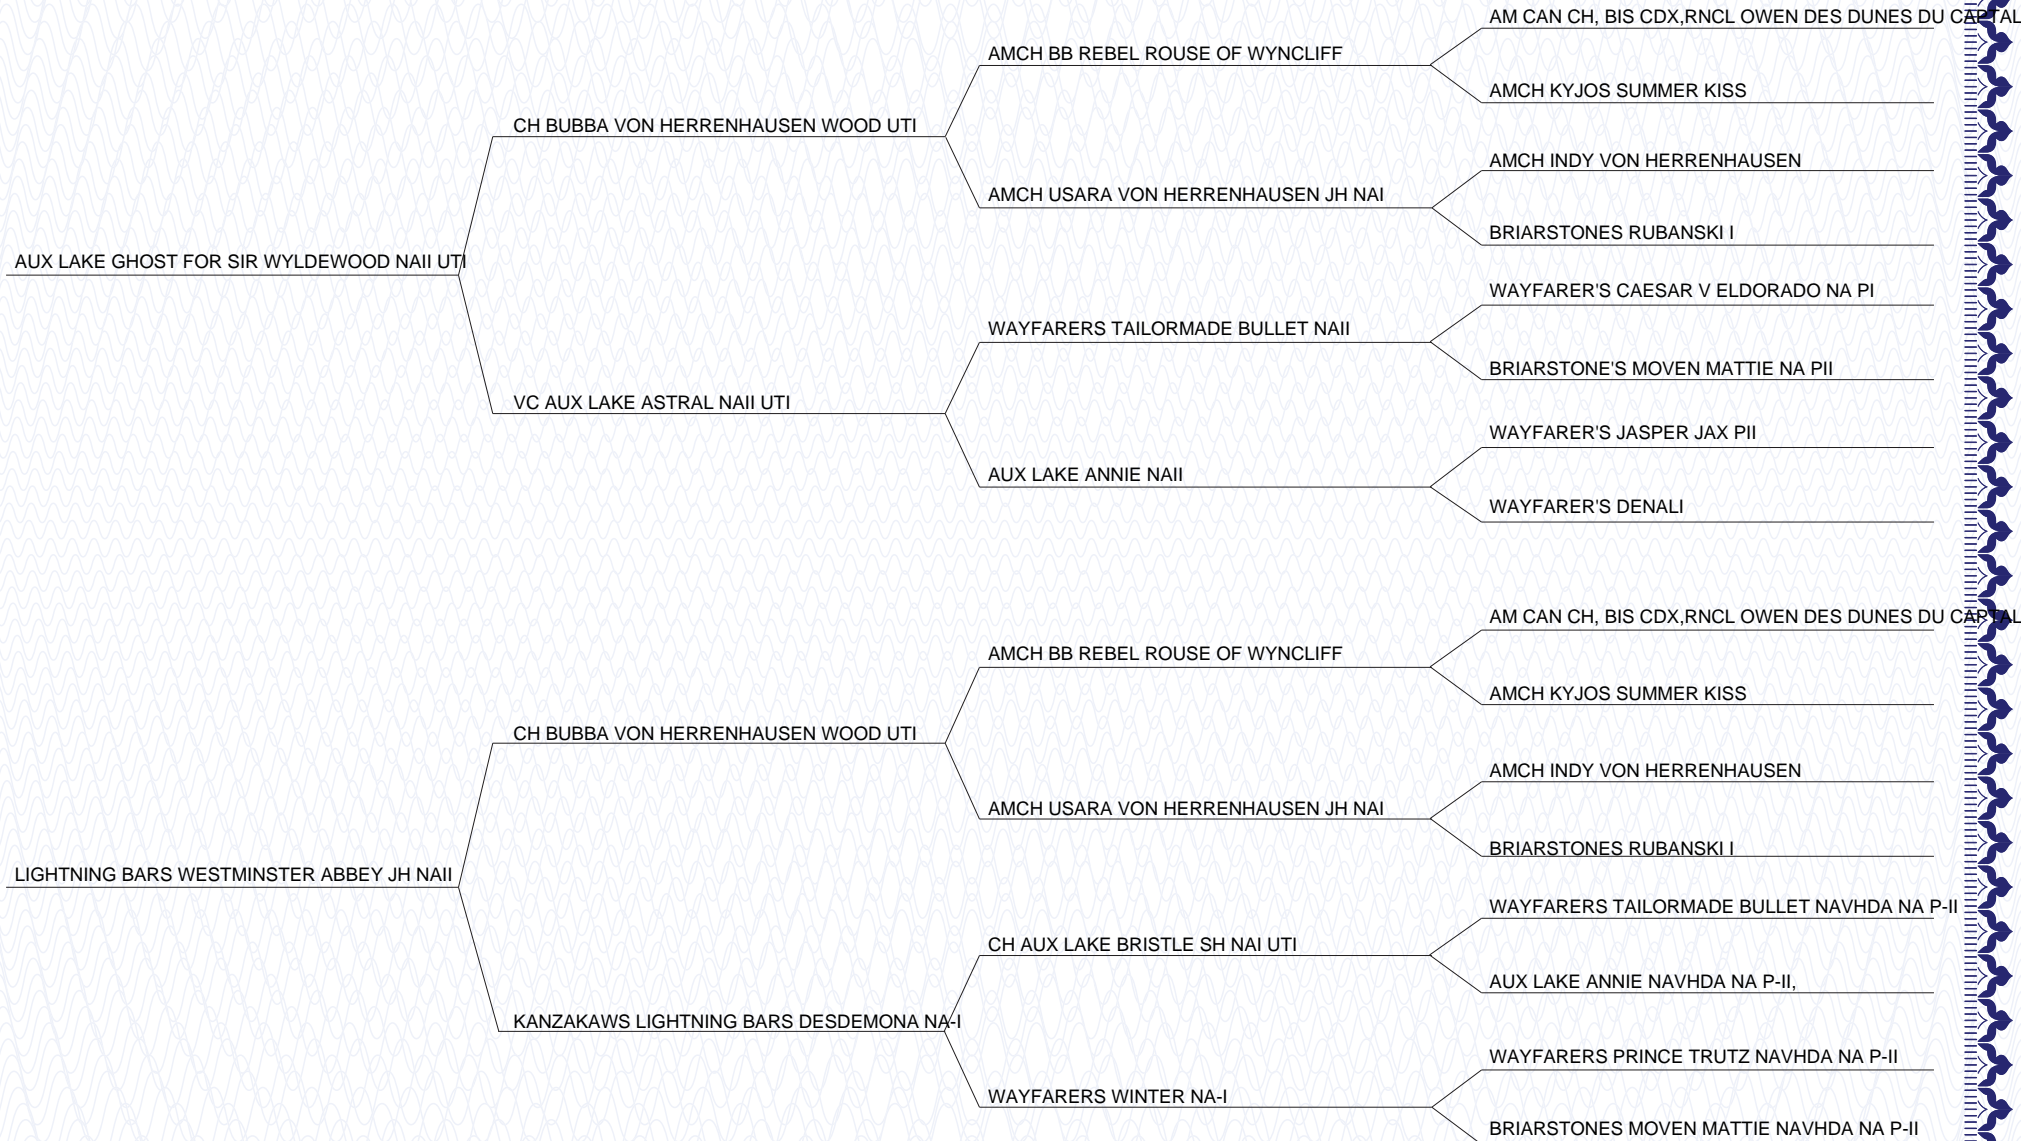 AM CAN CH, BIS CDX,RNCL OWEN DES DUNES DU CAPTAL
AMCH BB REBEL ROUSE OF WYNCLIFF
AMCH KYJOS SUMMER KISS
CH BUBBA VON HERRENHAUSEN WOOD UTI
AMCH INDY VON HERRENHAUSEN
AMCH USARA VON HERRENHAUSEN JH NAI
BRIARSTONES RUBANSKI I
AUX LAKE GHOST FOR SIR WYLDEWOOD NAII UTI
WAYFARER'S CAESAR V ELDORADO NA PI
WAYFARERS TAILORMADE BULLET NAII
BRIARSTONE'S MOVEN MATTIE NA PII
VC AUX LAKE ASTRAL NAII UTI
WAYFARER'S JASPER JAX PII
AUX LAKE ANNIE NAII
WAYFARER'S DENALI
AM CAN CH, BIS CDX,RNCL OWEN DES DUNES DU CAPTAL
AMCH BB REBEL ROUSE OF WYNCLIFF
AMCH KYJOS SUMMER KISS
CH BUBBA VON HERRENHAUSEN WOOD UTI
AMCH INDY VON HERRENHAUSEN
AMCH USARA VON HERRENHAUSEN JH NAI
BRIARSTONES RUBANSKI I
LIGHTNING BARS WESTMINSTER ABBEY JH NAII
WAYFARERS TAILORMADE BULLET NAVHDA NA P-II
CH AUX LAKE BRISTLE SH NAI UTI
AUX LAKE ANNIE NAVHDA NA P-II,
KANZAKAWS LIGHTNING BARS DESDEMONA NA-I
WAYFARERS PRINCE TRUTZ NAVHDA NA P-II
WAYFARERS WINTER NA-I
BRIARSTONES MOVEN MATTIE NAVHDA NA P-II